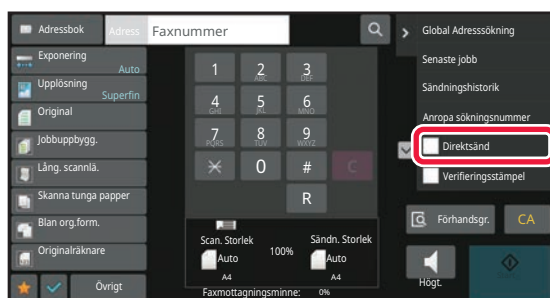 Adressbok
Adress
Faxnummer
Global Adresssökning
Exponering
Auto
Senaste jobb
Upplösning
Superfin
Sändningshistorik
Original
Anropa sökningsnummer
Jobbuppbygg.
Direktsänd
Lång. scannlä.
Verifieringsstämpel
Skanna tunga papper
Blan org.form.
Originalräknare
Övrigt
1
2
ABC
3
DEF
4
GHI
5
JKL
6
MNO
7
PQRS
8
TUV
9
WXYZ
0
#
C
R
Förhandsgr.
CA
Scan. Storlek
100%
Sändn. Storlek
Auto
Auto
A4
A4
Högt.
Faxmottagningsminne: 0%